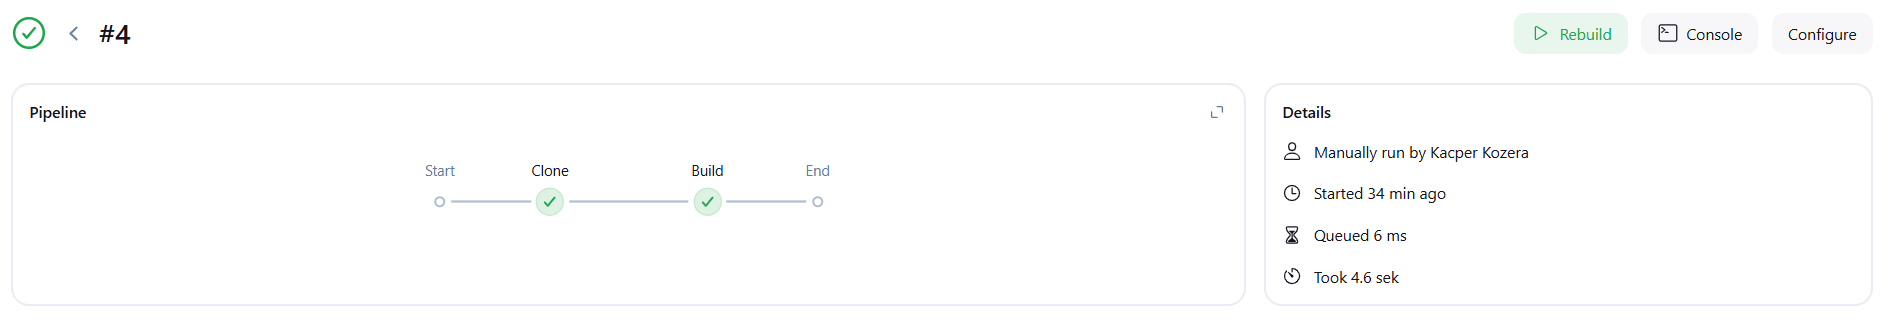 #4
Rebuild
Console
Configure
Pipeline
Start
Clone
Build
End
Details
Manually run by Kacper Kozera
Started 34 min ago
Queued 6 ms
Took 4.6 sek